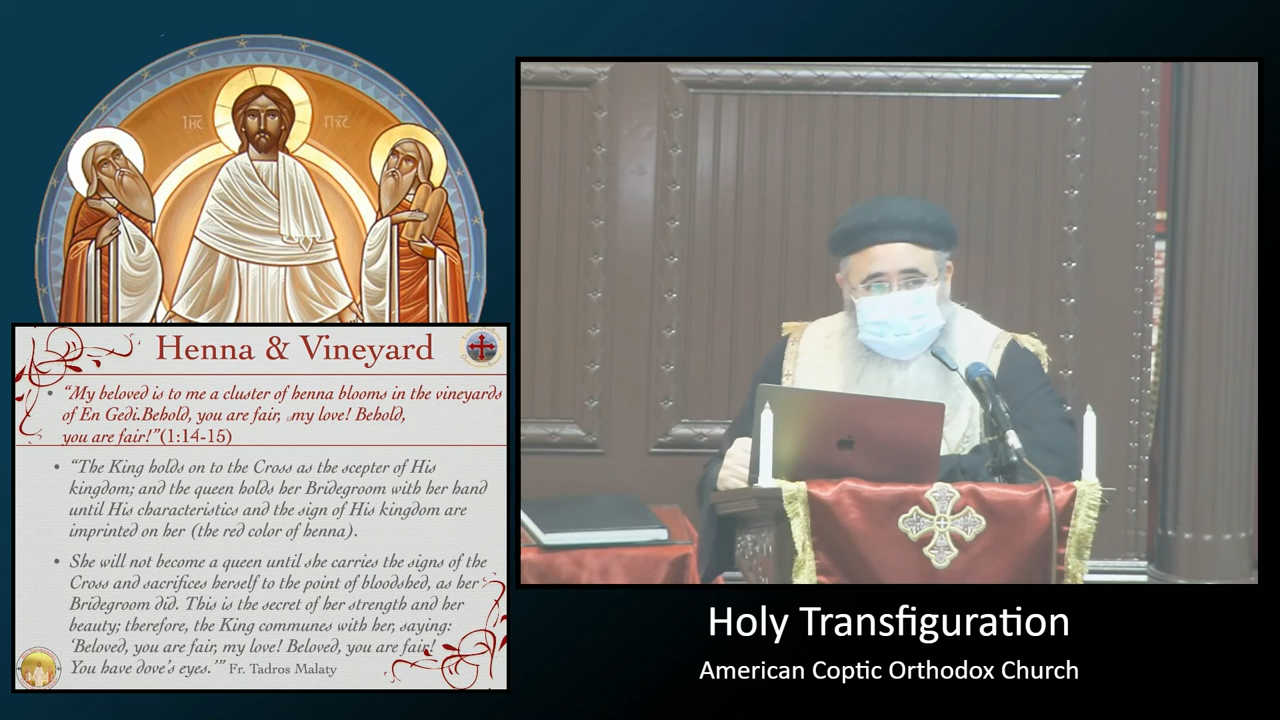 ΙΗC
ΠΧC
Henna & Vineyard
• “My beloved is to me a cluster of henna blooms in the vineyards
of En Gedi.Behold, you are fair, my love! Behold,
you are fair!”(1:14-15)
• “The King holds on to the Cross as the scepter of His
kingdom; and the queen holds her Bridegroom with her hand
until His characteristics and the sign of His kingdom are
imprinted on her (the red color of henna).
• She will not become a queen until she carries the signs of the
Cross and sacrifices herself to the point of bloodshed, as her
Bridegroom did. This is the secret of her strength and her
beauty; therefore, the King communes with her, saying:
‘Beloved, you are fair, my love! Beloved, you are fair!
You have dove’s eyes.’” Fr. Tadros Malaty
Holy Transfiguration
American Coptic Orthodox Church